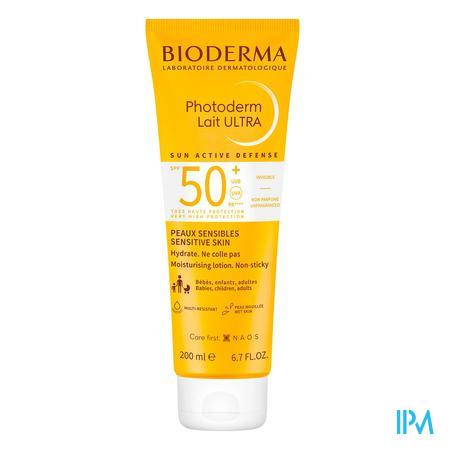 BIODERMA
LABORATOIRE DERMATOLOGIQUE
Photoderm
Lait ULTRA
SUN ACTIVE DEFENSE
SPF 50+ UVB UVA PA++++
INVISIBLE
NON PARFUMÉ
UNFRAGRANCED
TRÈS HAUTE PROTECTION
VERY HIGH PROTECTION
PEAUX SENSIBLES
SENSITIVE SKIN
Hydrate. Ne colle pas
Moisturising lotion. Non-sticky
Bébés, enfants, adultes
Babies, children, adults
MULTI-RESISTANT
PEAU MOUILLÉE
WET SKIN
Care first. NAOS
200 ml e 6.7 FL.OZ.
IPM